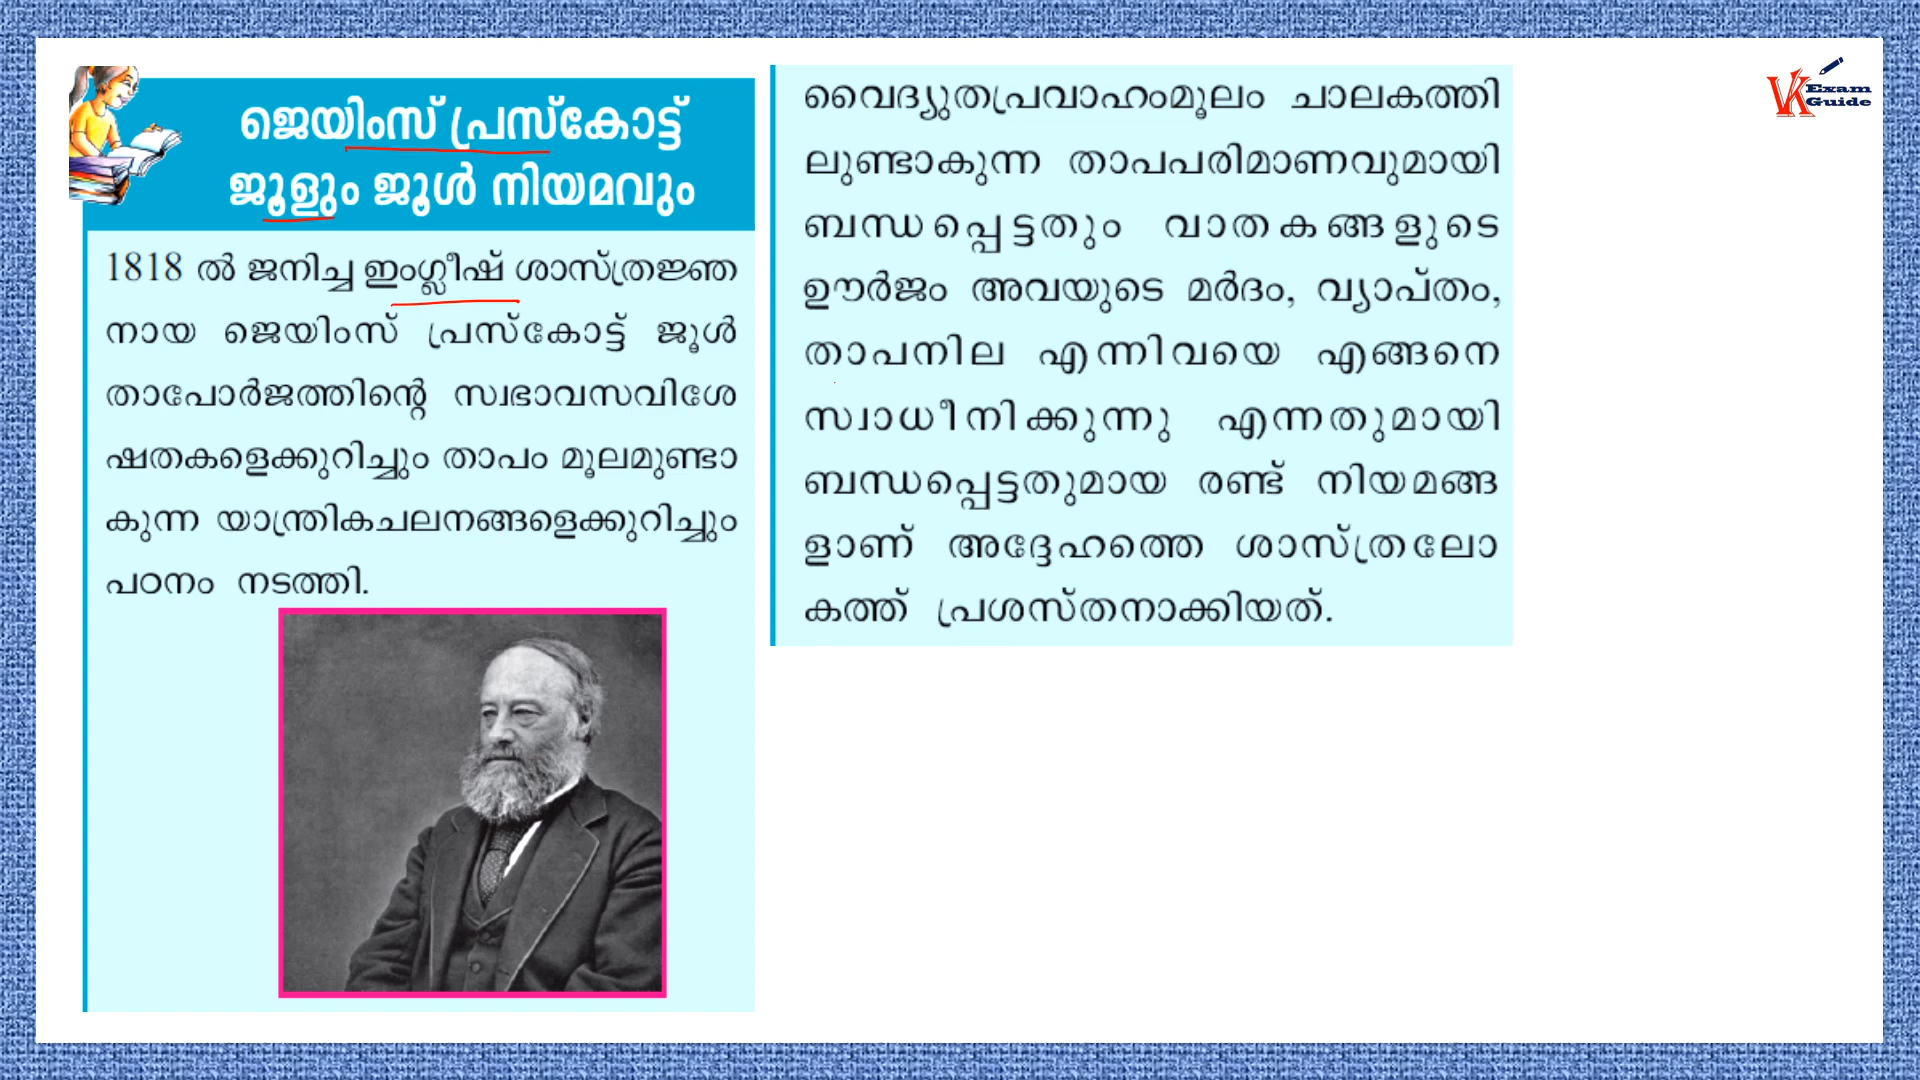 ജെയിംസ് പ്രസ്കോട്ട്
ജൂളും ജൂൾ നിയമവും
1818 ൽ ജനിച്ച ഇംഗ്ലീഷ് ശാസ്ത്രജ്ഞ
നായ ജെയിംസ് പ്രസ്കോട്ട് ജൂൾ
താപോർജത്തിന്റെ സ്വഭാവസവിശേ
ഷതകളെക്കുറിച്ചും താപം മൂലമുണ്ടാ
കുന്ന യാന്ത്രികചലനങ്ങളെക്കുറിച്ചും
പഠനം നടത്തി.
വൈദ്യുതപ്രവാഹംമൂലം ചാലകത്തി
ലുണ്ടാകുന്ന താപപരിമാണവുമായി
ബന്ധപ്പെട്ടതും വാതകങ്ങളുടെ
ഊർജം അവയുടെ മർദം, വ്യാപ്തം,
താപനില എന്നിവയെ എങ്ങനെ
സ്വാധീനിക്കുന്നു എന്നതുമായി
ബന്ധപ്പെട്ടതുമായ രണ്ട് നിയമങ്ങ
ളാണ് അദ്ദേഹത്തെ ശാസ്ത്രലോ
കത്ത് പ്രശസ്തനാക്കിയത്.
VK Exam
Guide